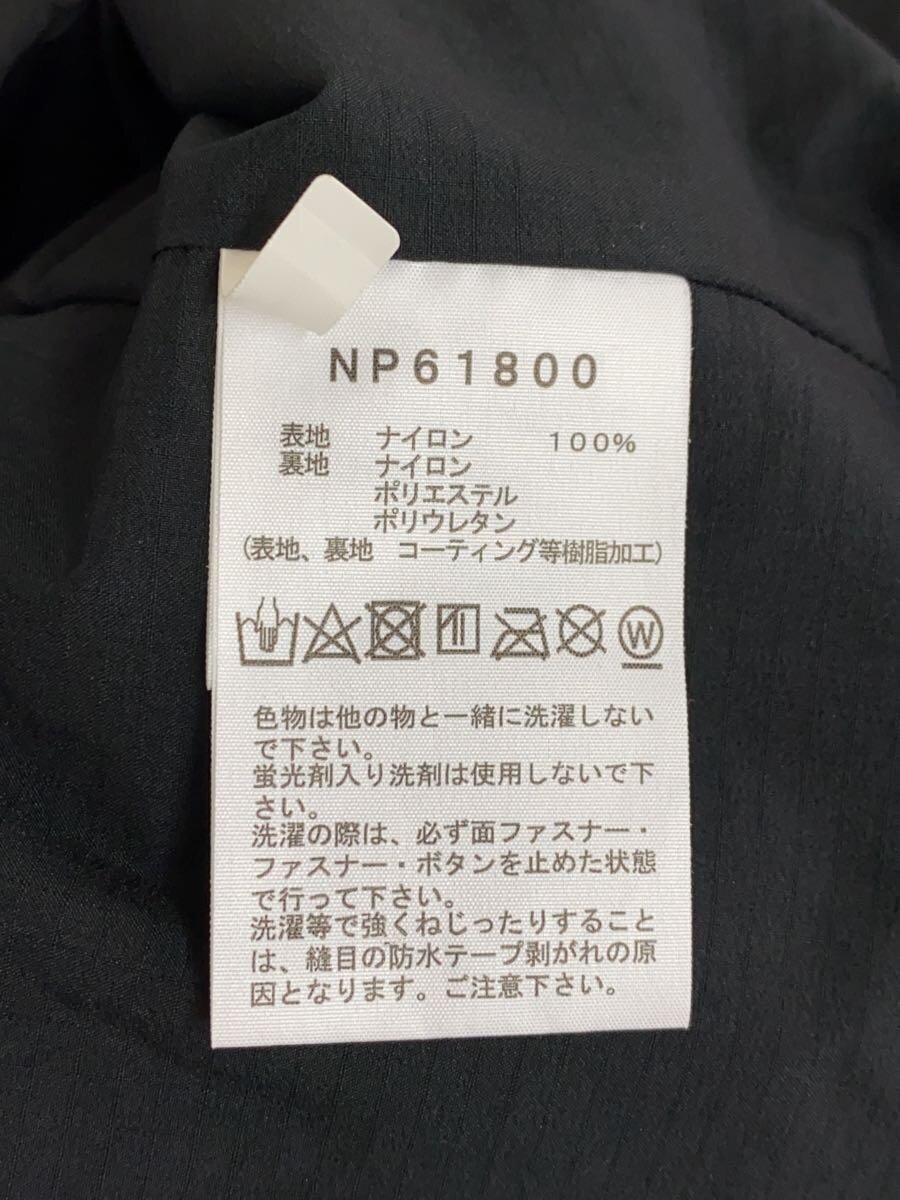 NP61800
表地 ナイロン 100%
裏地 ナイロン
ポリエステル
ポリウレタン
(表地、裏地 コーティング等樹脂加工)
W
色物は他の物と一緒に洗濯しない
で下さい。
蛍光剤入り洗剤は使用しないで下
さい。
洗濯の際は、必ず面ファスナー・
ファスナー・ボタンを止めた状態
で行って下さい。
洗濯等で強くねじったりすること
は、縫目の防水テープ剥がれの原
因となります。ご注意下さい。